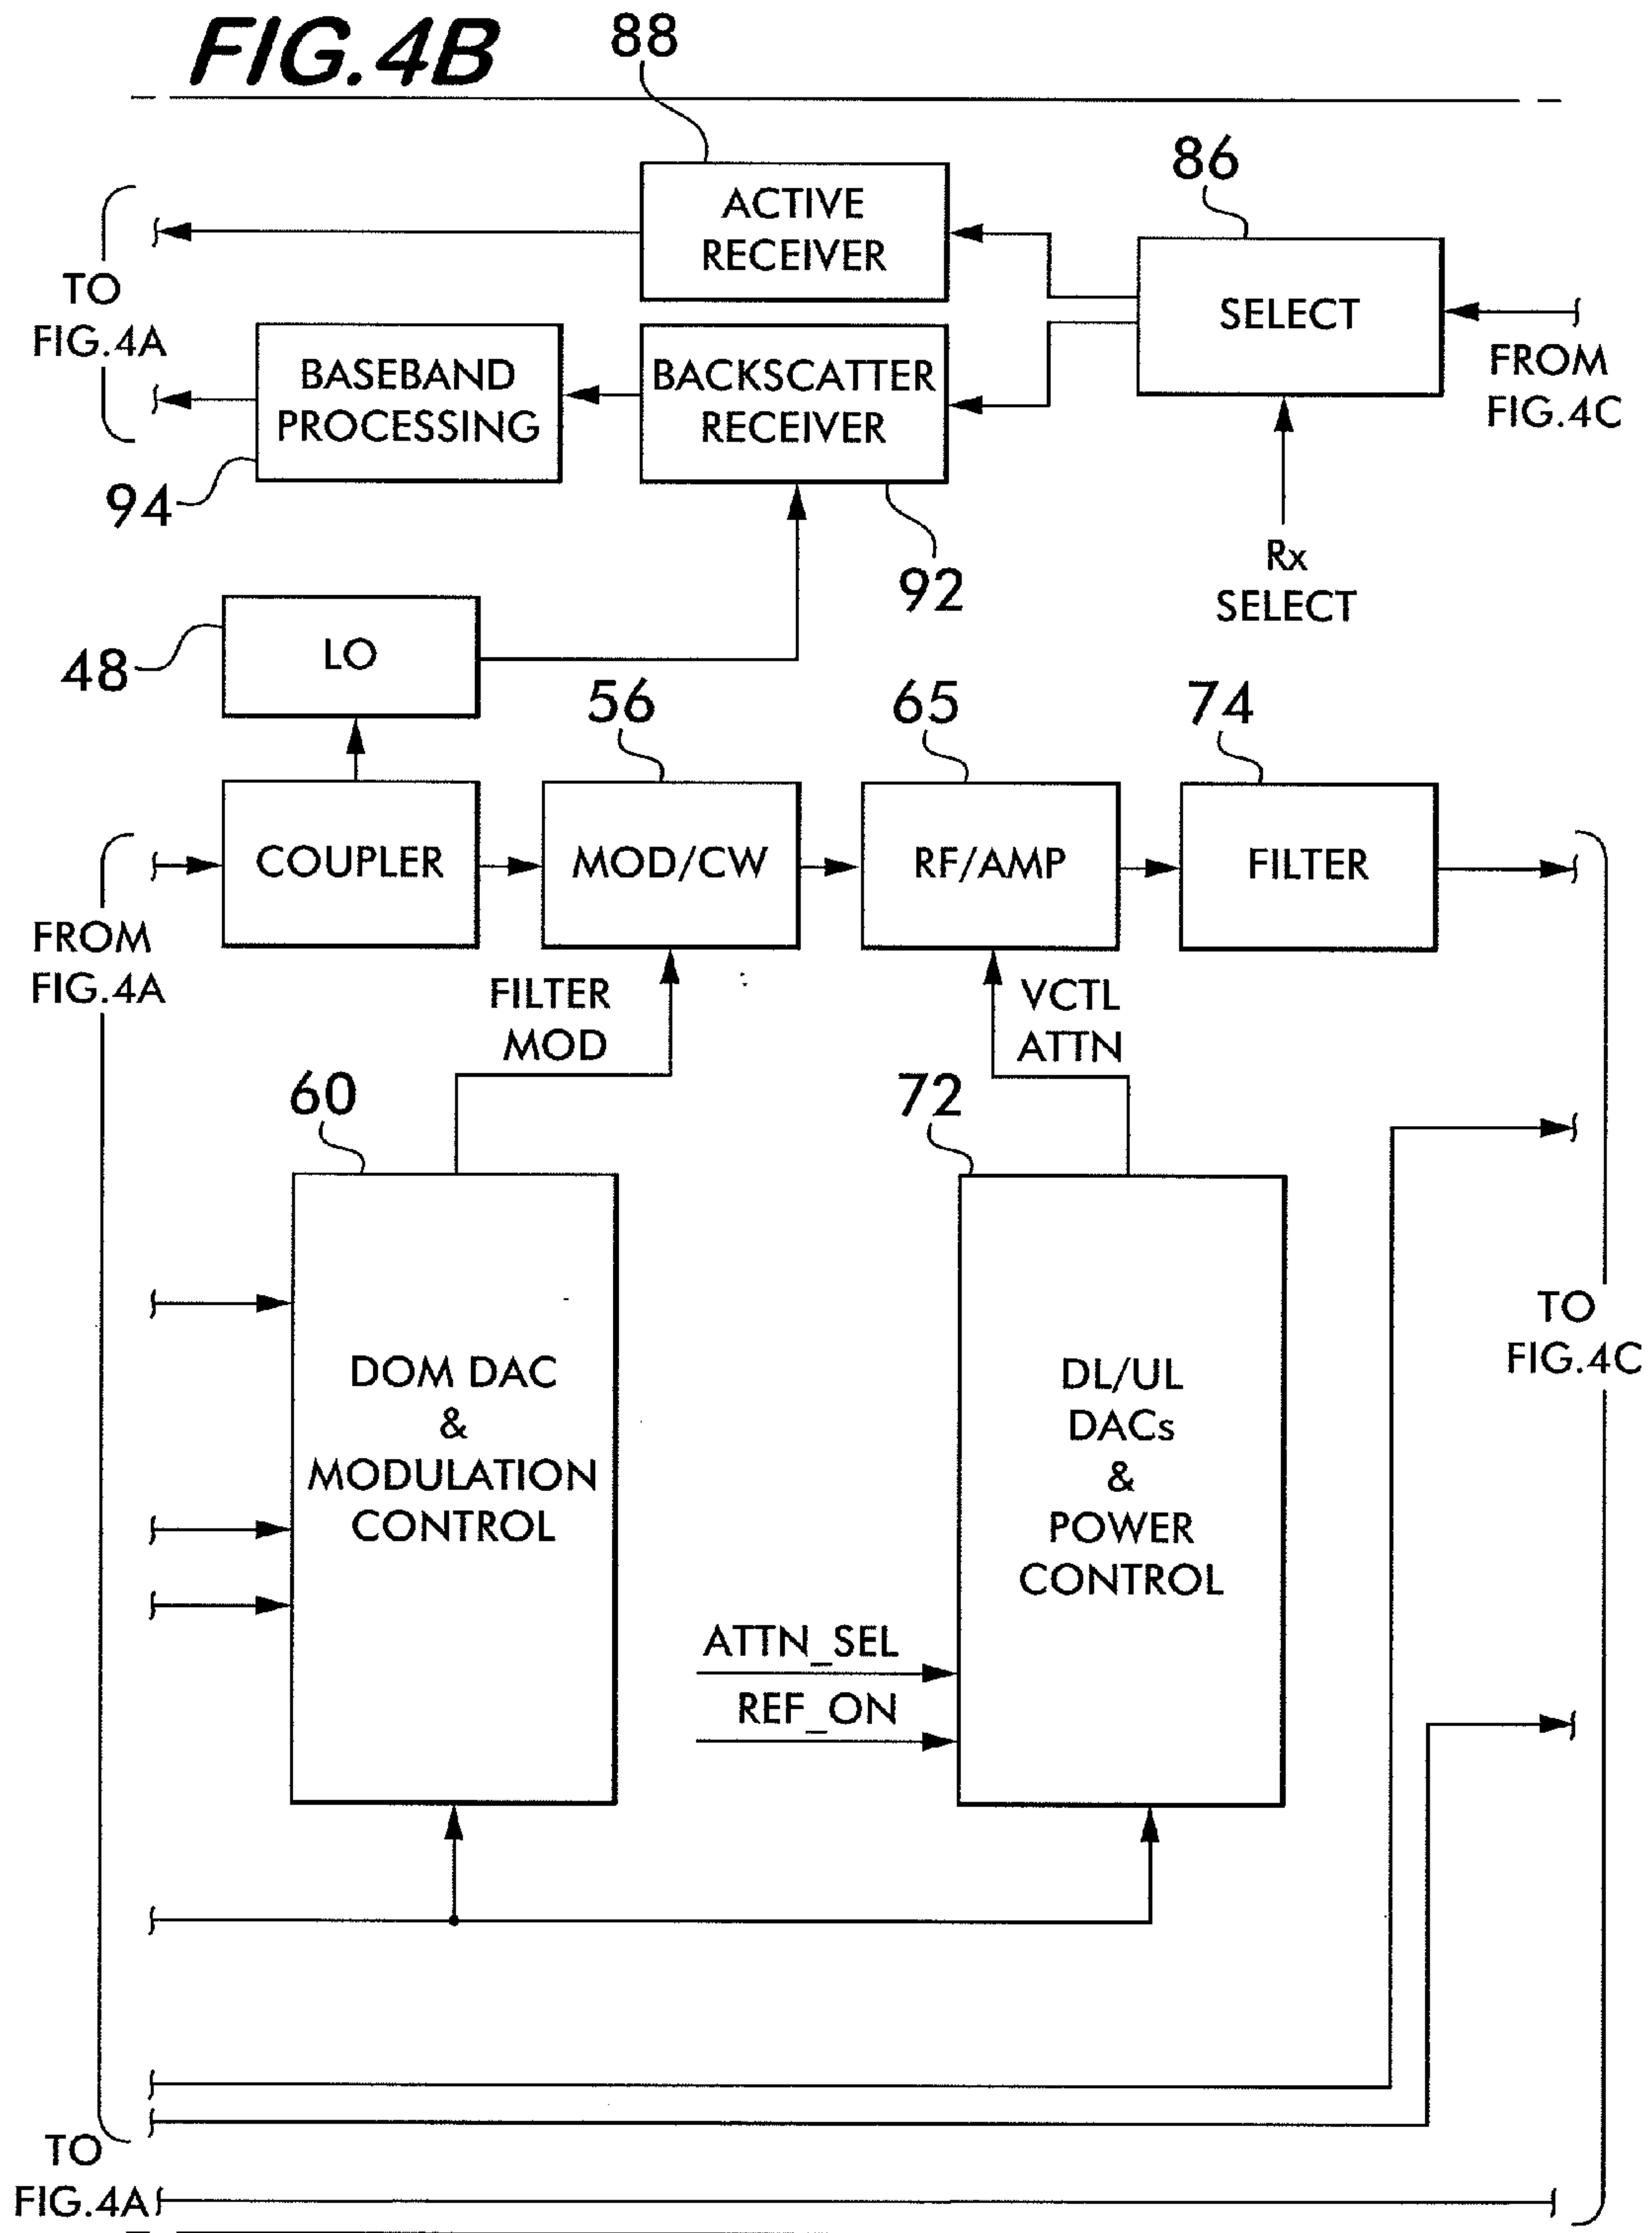 FIG.4B
88
86
ACTIVE
RECEIVER
SELECT
TO
FIG.4A
FROM
FIG.4C
BASEBAND
PROCESSING
BACKSCATTER
RECEIVER
94
92
Rx
SELECT
LO
48
56
65
74
COUPLER
MOD/CW
RF/AMP
FILTER
FROM
FIG.4A
FILTER
MOD
VCTL
ATTN
60
72
DOM DAC
&
MODULATION
CONTROL
DL/UL
DACs
&
POWER
CONTROL
TO
FIG.4C
ATTN_SEL
REF_ON
TO
FIG.4A